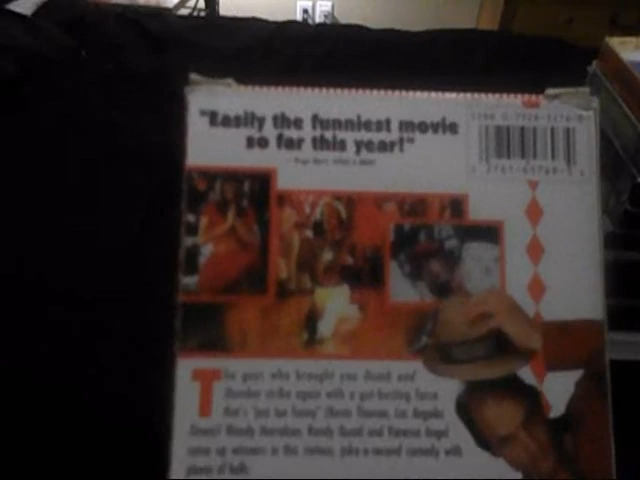 "Easily the funniest movie
so far this year!"
The guys who brought you Dumb and
Dumber strike again with a gut-busting farce
that's "just too funny" (Kevin Thomas, Los Angeles
Times)! Woody Harrelson, Randy Quaid and Vanessa Angel
come up winners in this riotous, joke-a-second comedy with
plenty of balls.